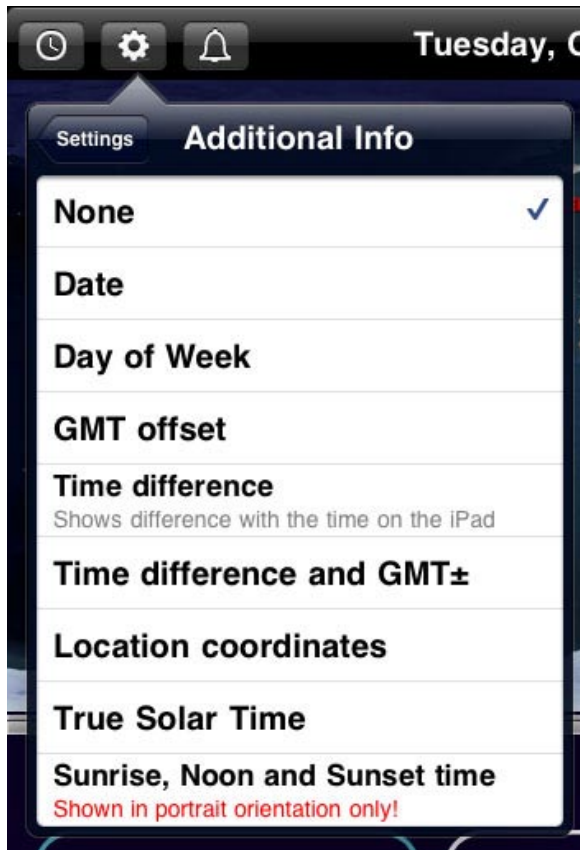 Tuesday,
Settings
Additional Info
None
Date
Day of Week
GMT offset
Time difference
Shows difference with the time on the iPad
Time difference and GMT±
Location coordinates
True Solar Time
Sunrise, Noon and Sunset time
Shown in portrait orientation only!